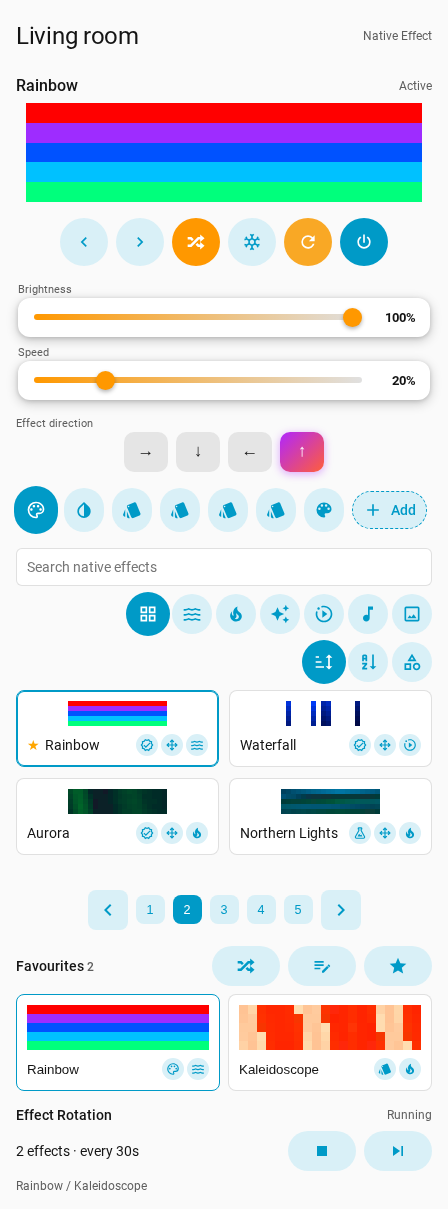 Living room
Native Effect
Rainbow
Active
Brightness
100%
Speed
20%
Effect direction
→ ↓ ← ↑
+ Add
Search native effects
A
Z
★ Rainbow
Waterfall
Aurora
Northern Lights
1 2 3 4 5
Favourites 2
Rainbow
Kaleidoscope
Effect Rotation
Running
2 effects · every 30s
Rainbow / Kaleidoscope